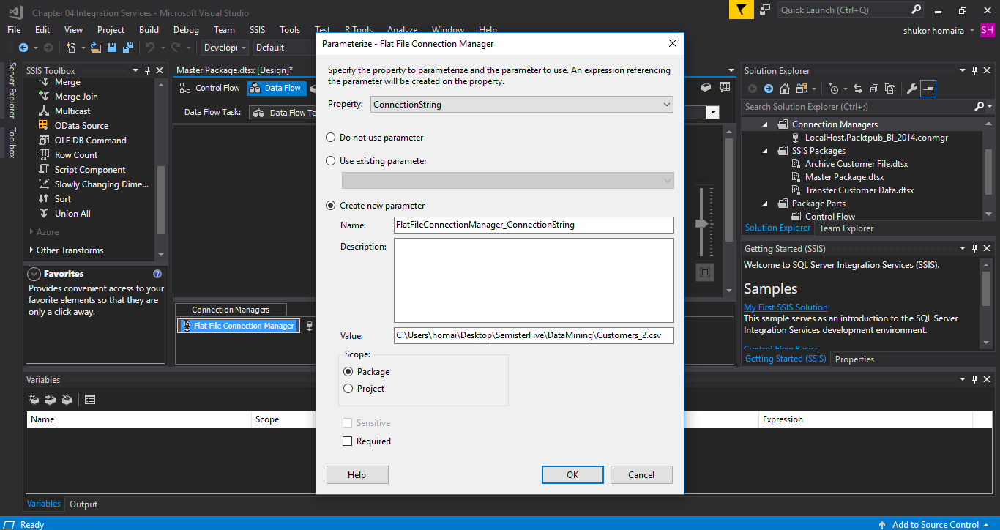 Chapter 04 Integration Services - Microsoft Visual Studio
Quick Launch (Ctrl+Q)
File Edit View Project Build Debug Team SSIS Tools Test R Tools Analyze Window Help
shukor homaira SH
Develop Default
Server Explorer
Toolbox
SSIS Toolbox
Merge
Merge Join
Multicast
OData Source
OLE DB Command
Row Count
Script Component
Slowly Changing Dime...
Sort
Union All
Azure
Other Transforms
Favorites
Provides convenient access to your
favorite elements so that they are
only a click away.
Master Package.dtsx [Design]*
Control Flow Data Flow
Data Flow Task: Data Flow Ta
Connection Managers
Flat File Connection Manager
Parameterize - Flat File Connection Manager
Specify the property to parameterize and the parameter to use. An expression referencing
the parameter will be created on the property.
Property: ConnectionString
Do not use parameter
Use existing parameter
Create new parameter
Name: FlatFileConnectionManager_ConnectionString
Description:
Value: C:\Users\homai\Desktop\SemisterFive\DataMining\Customers_2.csv
Scope:
Package
Project
Sensitive
Required
Help OK Cancel
Solution Explorer
Search Solution Explorer (Ctrl+;)
Connection Managers
LocalHost.Packtpub_BI_2014.conmgr
SSIS Packages
Archive Customer File.dtsx
Master Package.dtsx
Transfer Customer Data.dtsx
Package Parts
Control Flow
Solution Explorer Team Explorer
Getting Started (SSIS)
Welcome to SQL Server Integration Services (SSIS).
Samples
My First SSIS Solution
This sample serves as an introduction to the SQL Server
Integration Services development environment.
Control Flow Basics
Getting Started (SSIS) Properties
Variables
Name Scope Expression
Variables Output
Ready Add to Source Control